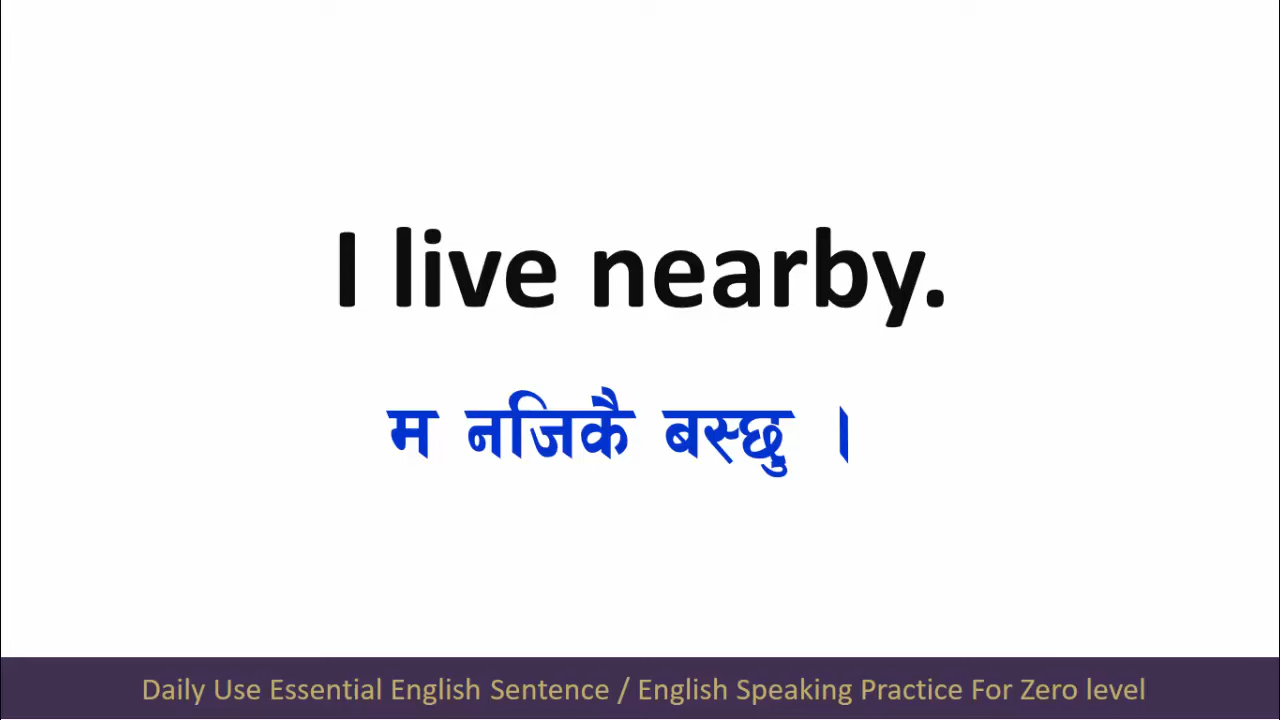 I live nearby.
म नजिकै बस्छु ।
Daily Use Essential English Sentence / English Speaking Practice For Zero level